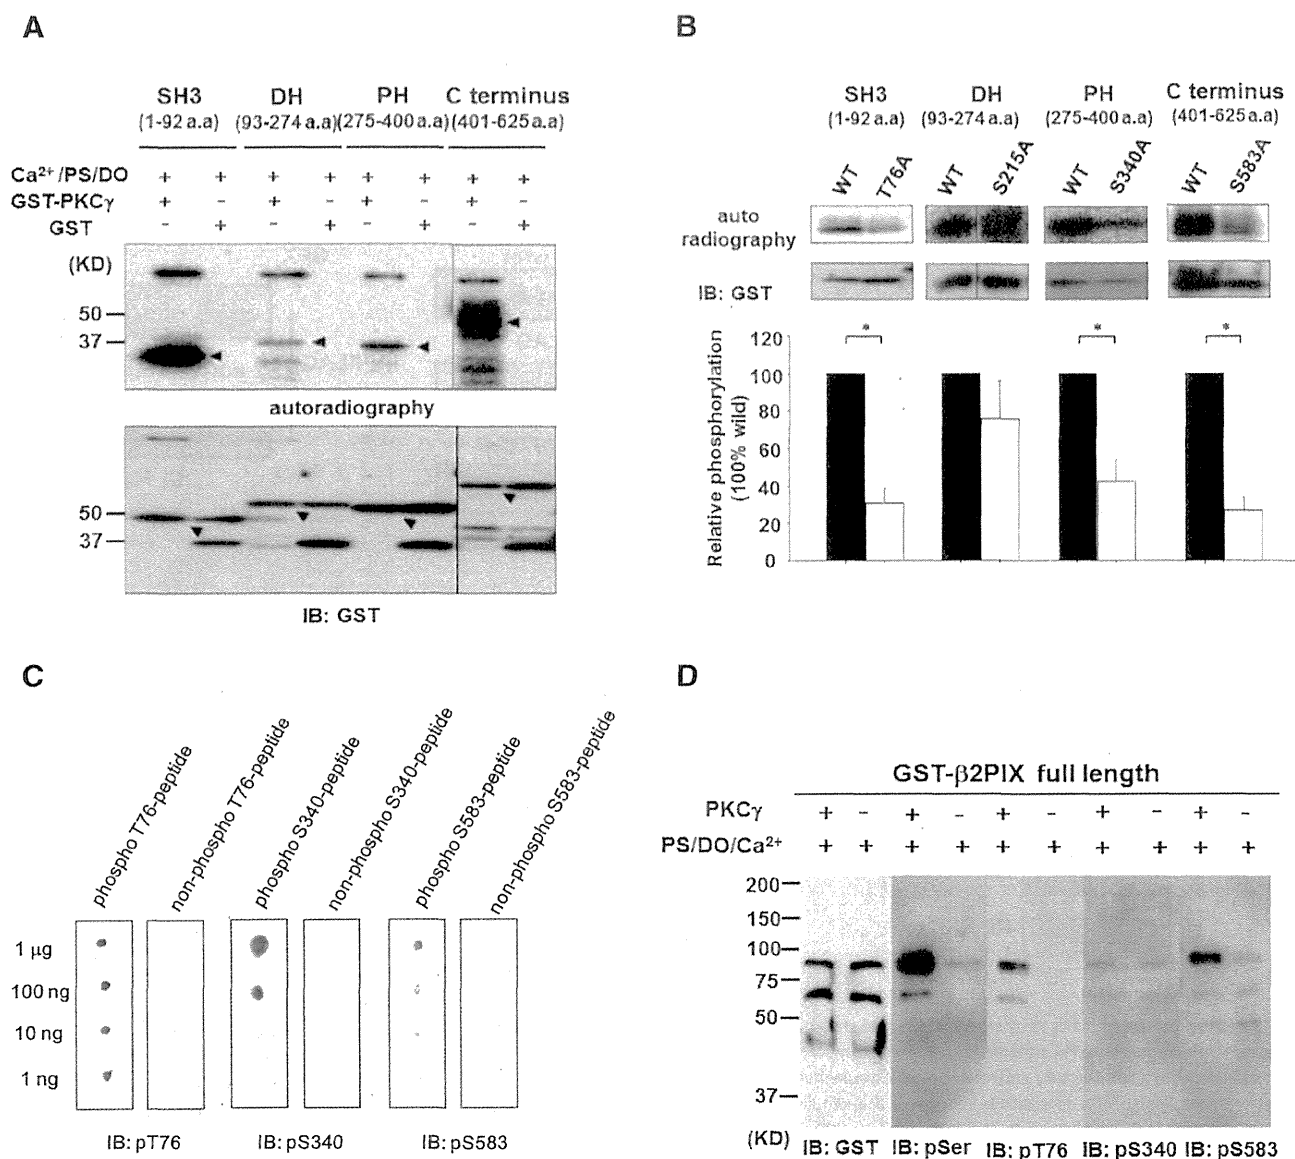 A
SH3 DH PH C terminus
(1-92 a.a) (93-274 a.a) (275-400 a.a) (401-625 a.a)
Ca²⁺/PS/DO + + + + + + + +
GST-PKCγ + - + - + - + -
GST - + - + - + - +
(KD)
50
37
autoradiography
50
37
IB: GST
B
SH3 DH PH C terminus
(1-92 a.a) (93-274 a.a) (275-400 a.a) (401-625 a.a)
WT T76A WT S215A WT S340A WT S583A
auto
radiography
IB: GST
Relative phosphorylation
(100% wild)
120
100
80
60
40
20
0
* * *
C
phospho T76-peptide
non-phospho T76-peptide
phospho S340-peptide
non-phospho S340-peptide
phospho S583-peptide
non-phospho S583-peptide
1 μg
100 ng
10 ng
1 ng
IB: pT76 IB: pS340 IB: pS583
D
GST-β2PIX full length
PKCγ + - + - + - + - + -
PS/DO/Ca²⁺ + + + + + + + + + +
200
150
100
75
50
37
(KD)
IB: GST IB: pSer IB: pT76 IB: pS340 IB: pS583